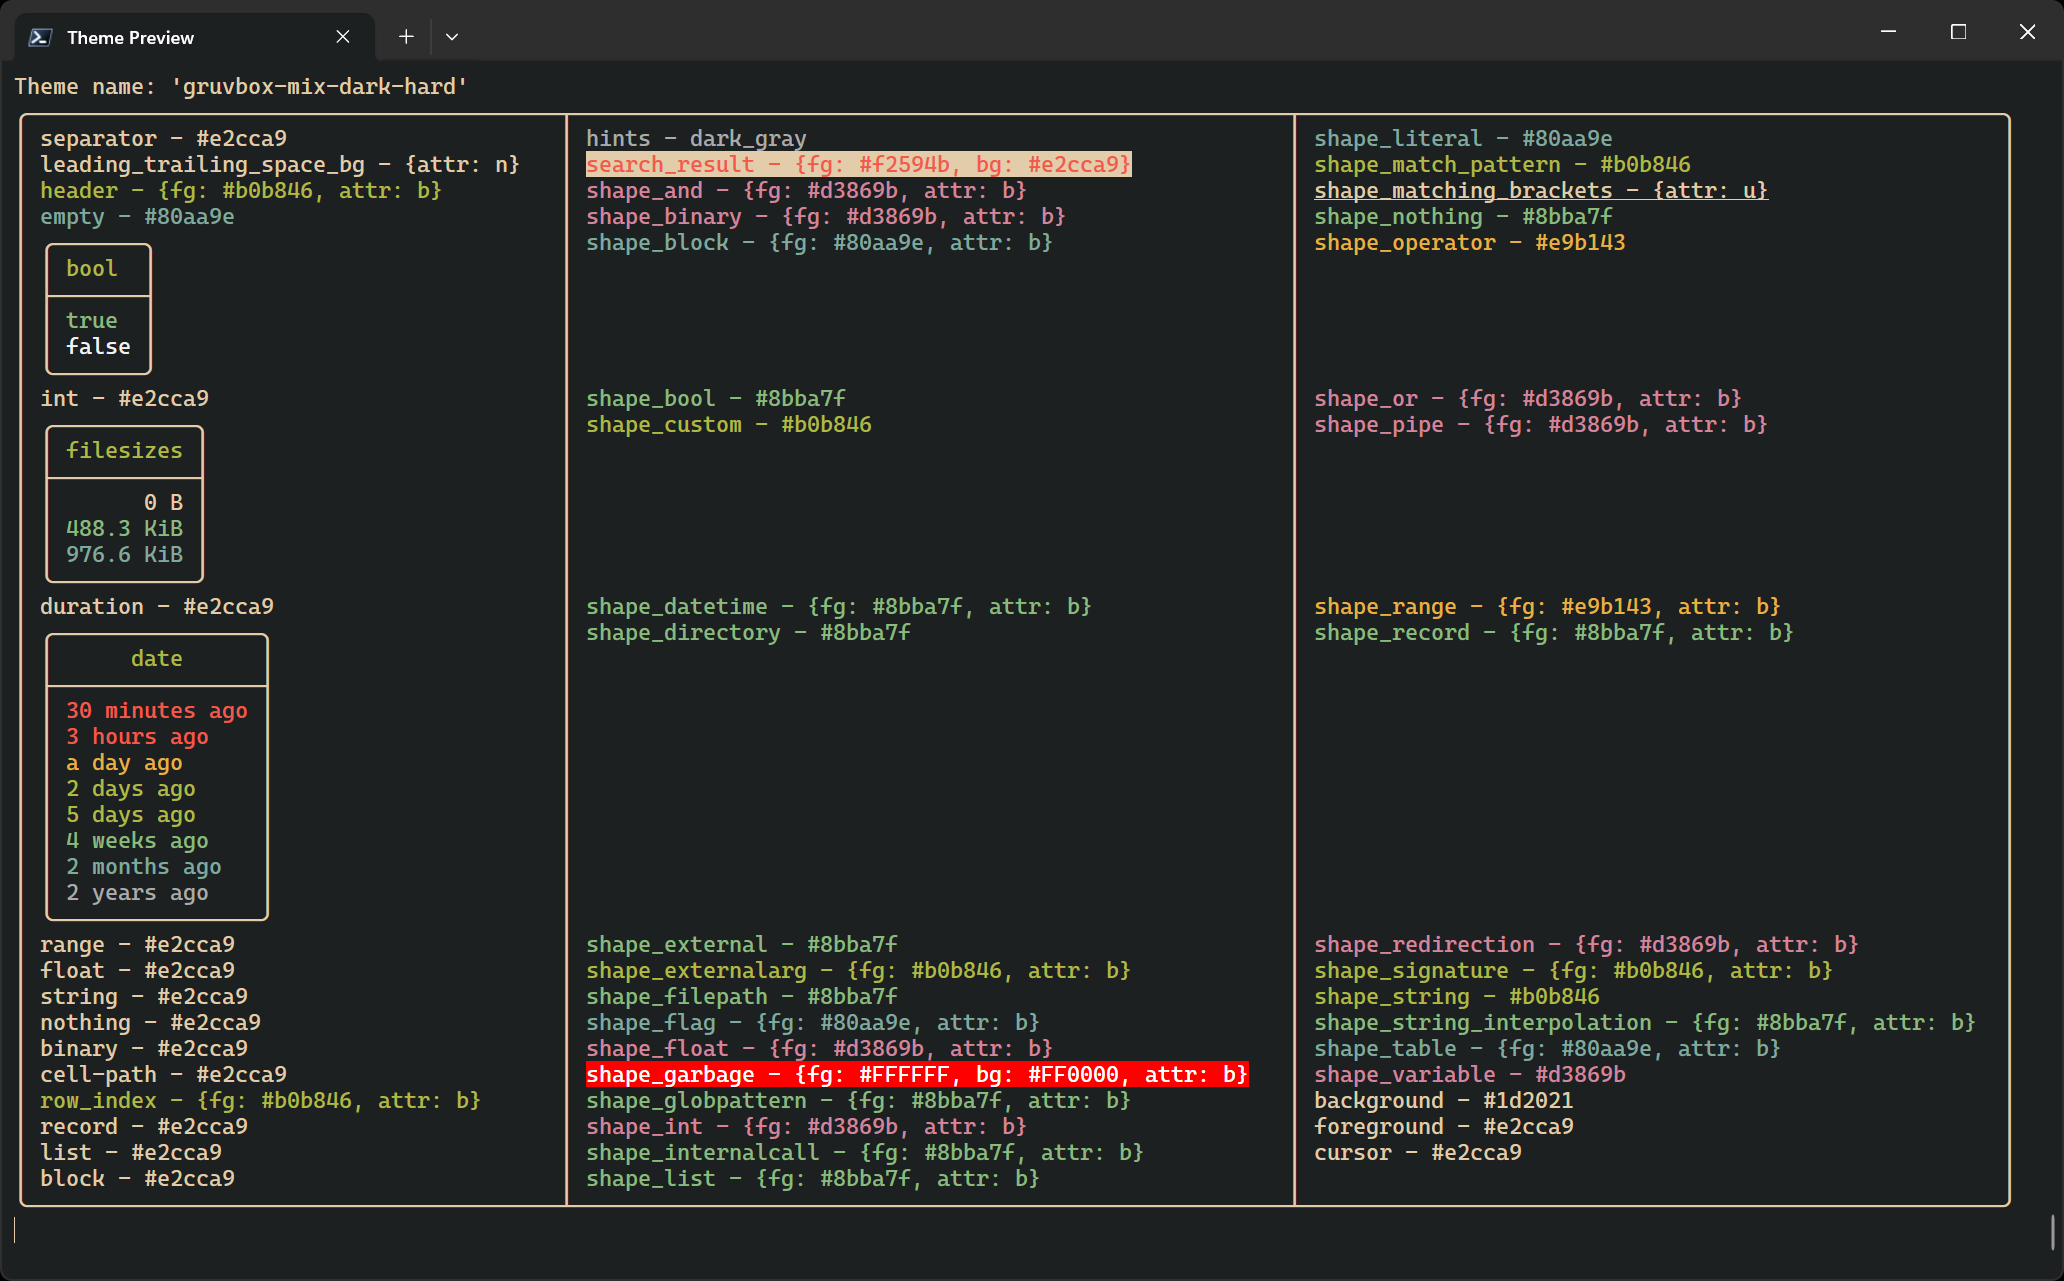 Theme Preview
Theme name: 'gruvbox-mix-dark-hard'
separator - #e2cca9
leading_trailing_space_bg - {attr: n}
header - {fg: #b0b846, attr: b}
empty - #80aa9e
bool
true
false
int - #e2cca9
filesizes
0 B
488.3 KiB
976.6 KiB
duration - #e2cca9
date
30 minutes ago
3 hours ago
a day ago
2 days ago
5 days ago
4 weeks ago
2 months ago
2 years ago
range - #e2cca9
float - #e2cca9
string - #e2cca9
nothing - #e2cca9
binary - #e2cca9
cell-path - #e2cca9
row_index - {fg: #b0b846, attr: b}
record - #e2cca9
list - #e2cca9
block - #e2cca9
hints - dark_gray
search_result - {fg: #f2594b, bg: #e2cca9}
shape_and - {fg: #d3869b, attr: b}
shape_binary - {fg: #d3869b, attr: b}
shape_block - {fg: #80aa9e, attr: b}
shape_bool - #8bba7f
shape_custom - #b0b846
shape_datetime - {fg: #8bba7f, attr: b}
shape_directory - #8bba7f
shape_external - #8bba7f
shape_externalarg - {fg: #b0b846, attr: b}
shape_filepath - #8bba7f
shape_flag - {fg: #80aa9e, attr: b}
shape_float - {fg: #d3869b, attr: b}
shape_garbage - {fg: #FFFFFF, bg: #FF0000, attr: b}
shape_globpattern - {fg: #8bba7f, attr: b}
shape_int - {fg: #d3869b, attr: b}
shape_internalcall - {fg: #8bba7f, attr: b}
shape_list - {fg: #8bba7f, attr: b}
shape_literal - #80aa9e
shape_match_pattern - #b0b846
shape_matching_brackets - {attr: u}
shape_nothing - #8bba7f
shape_operator - #e9b143
shape_or - {fg: #d3869b, attr: b}
shape_pipe - {fg: #d3869b, attr: b}
shape_range - {fg: #e9b143, attr: b}
shape_record - {fg: #8bba7f, attr: b}
shape_redirection - {fg: #d3869b, attr: b}
shape_signature - {fg: #b0b846, attr: b}
shape_string - #b0b846
shape_string_interpolation - {fg: #8bba7f, attr: b}
shape_table - {fg: #80aa9e, attr: b}
shape_variable - #d3869b
background - #1d2021
foreground - #e2cca9
cursor - #e2cca9